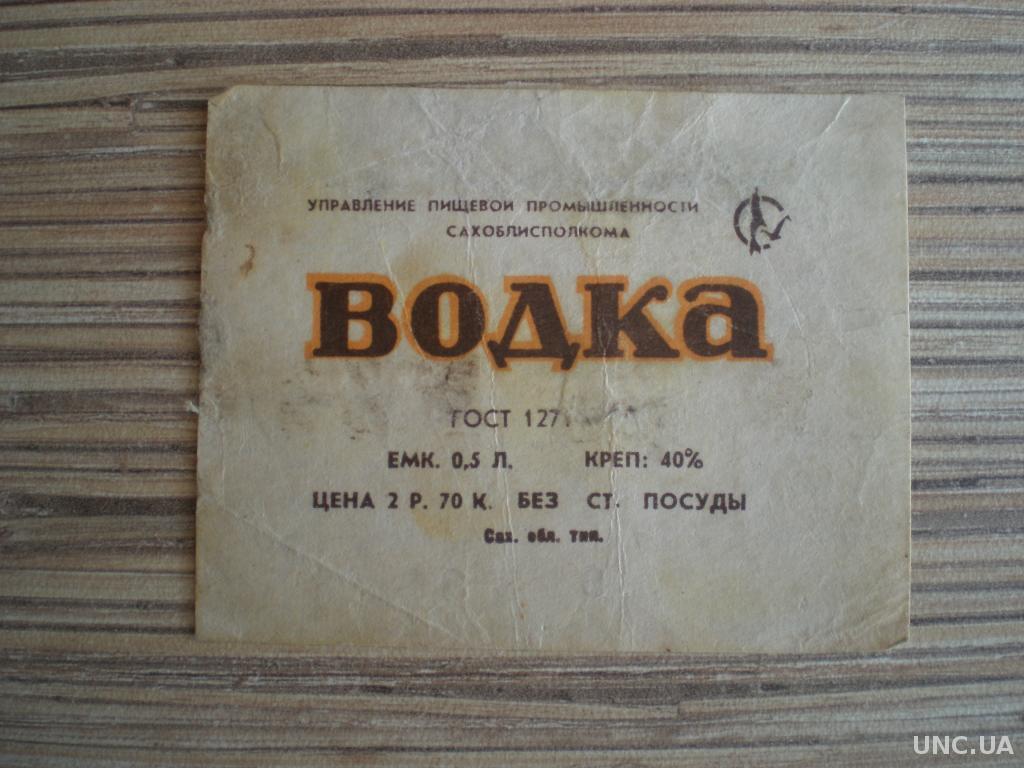 УПРАВЛЕНИЕ ПИЩЕВОЙ ПРОМЫШЛЕННОСТИ
САХОБЛИСПОЛКОМА
ВОДКА
ГОСТ
ЕМК. 0,5 Л. КРЕП: 40%
ЦЕНА 2 Р. 70 К. БЕЗ СТ. ПОСУДЫ
Сах. обл. тип.
UNC.UA